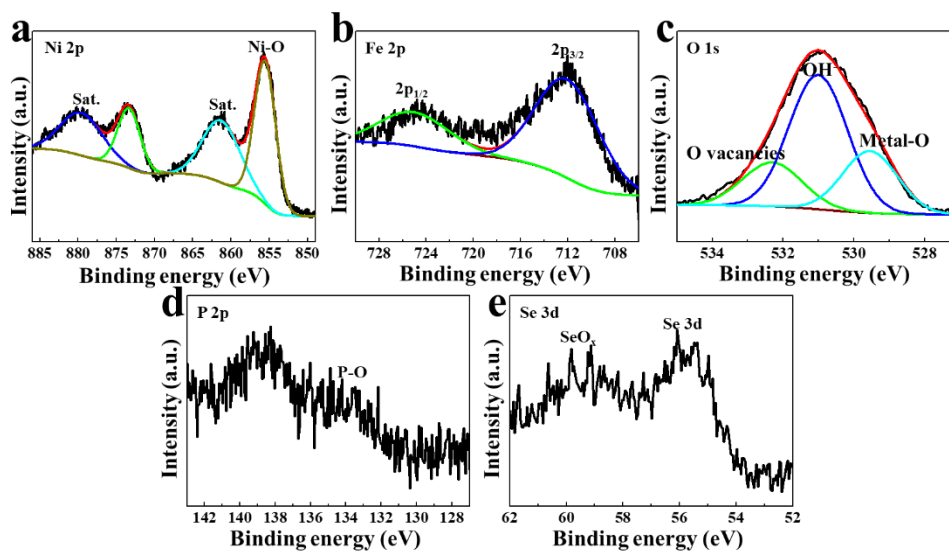 a
Ni 2p
Ni-O
Sat.
Sat.
Intensity (a.u.)
885 880 875 870 865 860 855 850
Binding energy (eV)
b
Fe 2p
2p3/2
2p1/2
Intensity (a.u.)
728 724 720 716 712 708
Binding energy (eV)
c
O 1s
OH-
O vacancies
Metal-O
Intensity (a.u.)
534 532 530 528
Binding energy (eV)
d
P 2p
P-O
Intensity (a.u.)
142 140 138 136 134 132 130 128
Binding energy (eV)
e
Se 3d
Se 3d
SeOx
Intensity (a.u.)
62 60 58 56 54 52
Binding energy (eV)